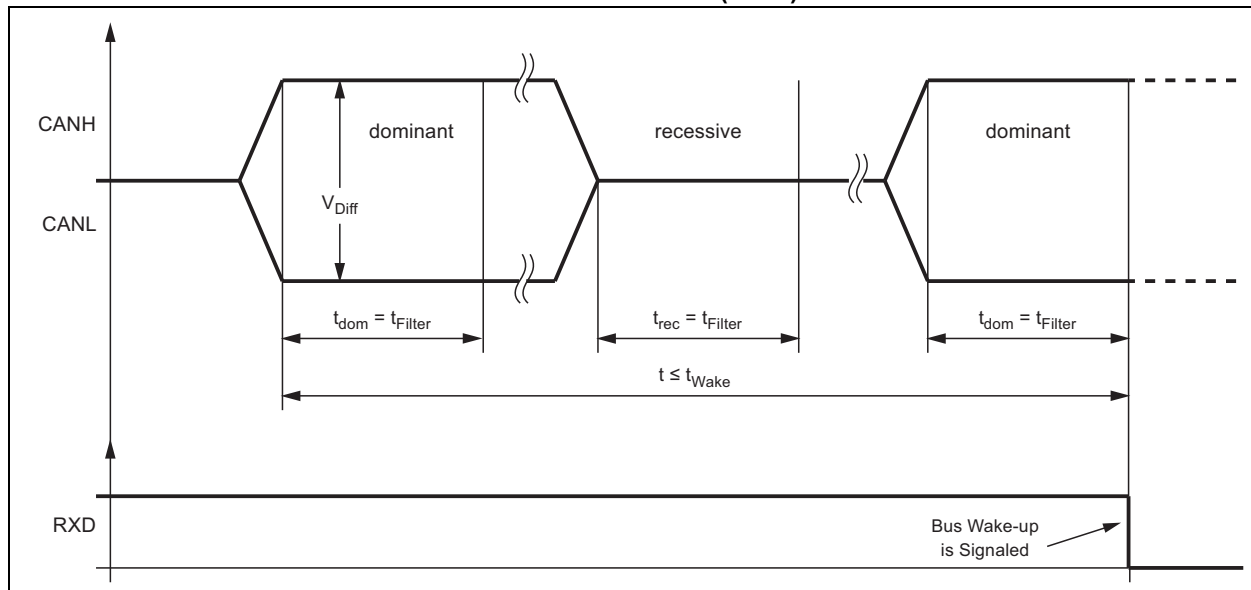 CANH
CANL
dominant
recessive
dominant
VDiff
tdom = tFilter
trec = tFilter
tdom = tFilter
t ≤ tWake
RXD
Bus Wake-up
is Signaled